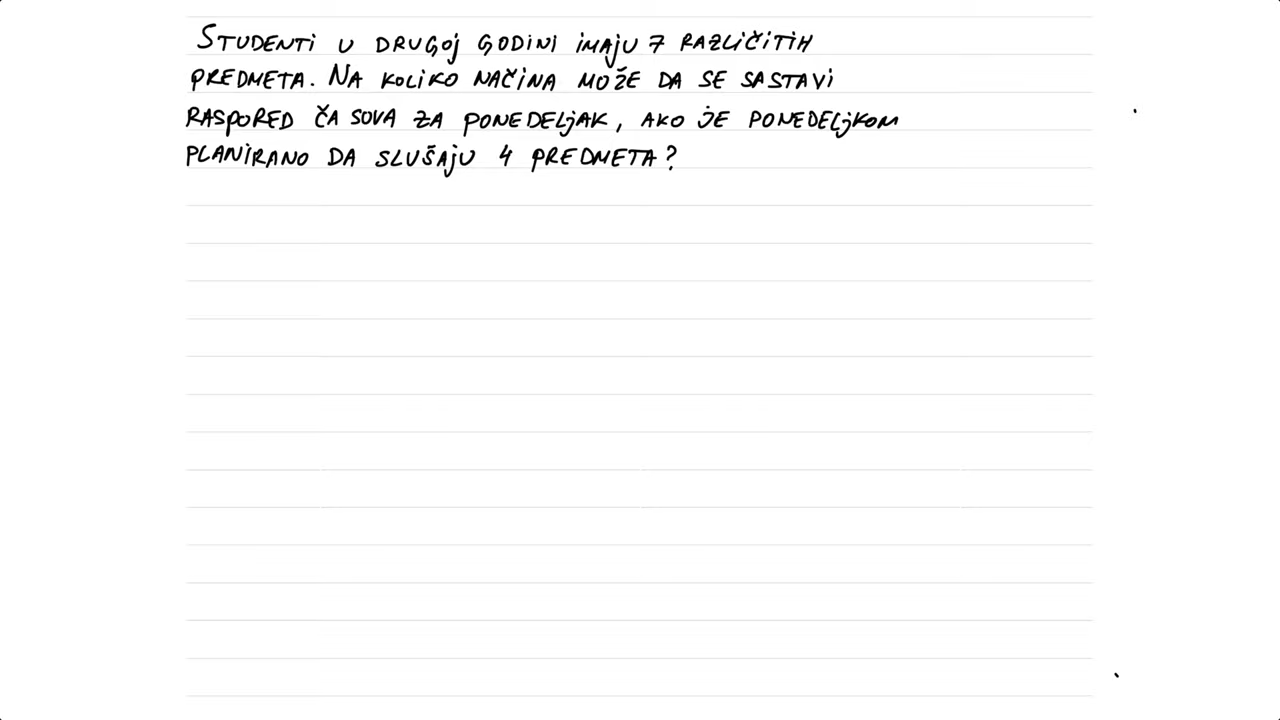 STUDENTI U DRUGOJ GODINI IMAJU 7 RAZLIČITIH
PREDMETA. NA KOLIKO NAČINA MOŽE DA SE SASTAVI
RASPORED ČASOVA ZA PONEDELJAK, AKO JE PONEDELJKOM
PLANIRANO DA SLUŠAJU 4 PREDMETA?